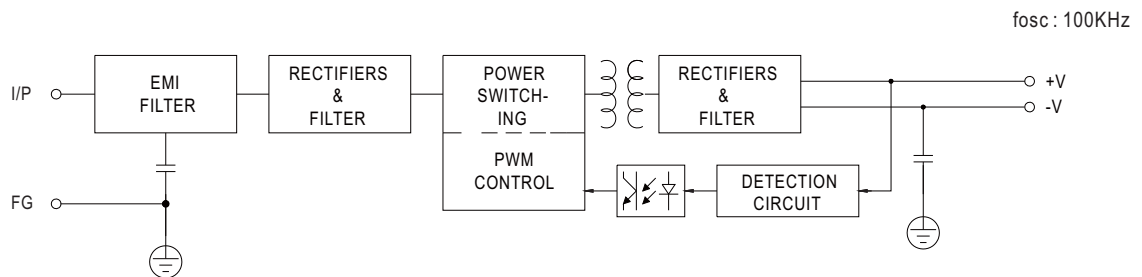 fosc : 100KHz
I/P
EMI
FILTER
RECTIFIERS
&
FILTER
POWER
SWITCH-
ING
RECTIFIERS
&
FILTER
+V
-V
PWM
CONTROL
DETECTION
CIRCUIT
FG